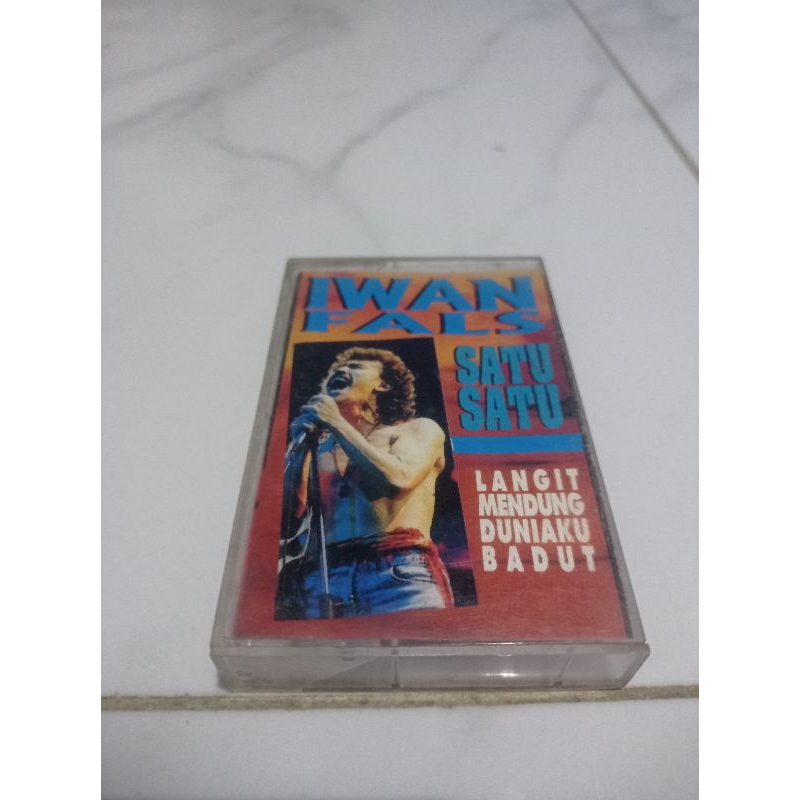 IWAN
FALS
SATU
SATU
LANGIT
MENDUNG
DUNIAKU
BADUT